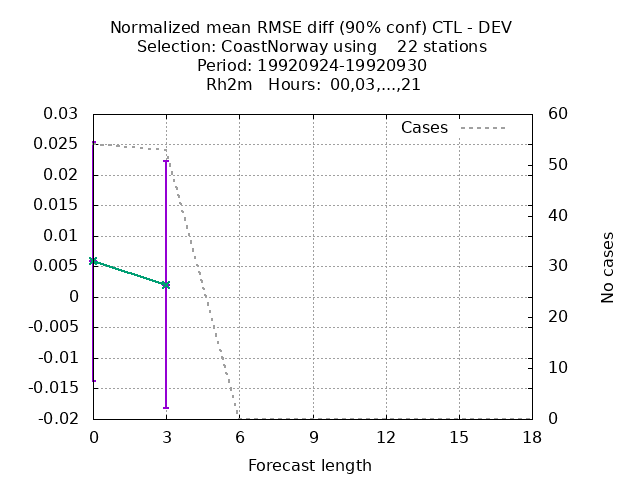 Normalized mean RMSE diff (90% conf) CTL - DEV
Selection: CoastNorway using    22 stations
Period: 19920924-19920930
Rh2m   Hours:  00,03,...,21
Cases
0.03
0.025
0.02
0.015
0.01
0.005
0
-0.005
-0.01
-0.015
-0.02
60
50
40
30
20
10
0
No cases
0 3 6 9 12 15 18
Forecast length